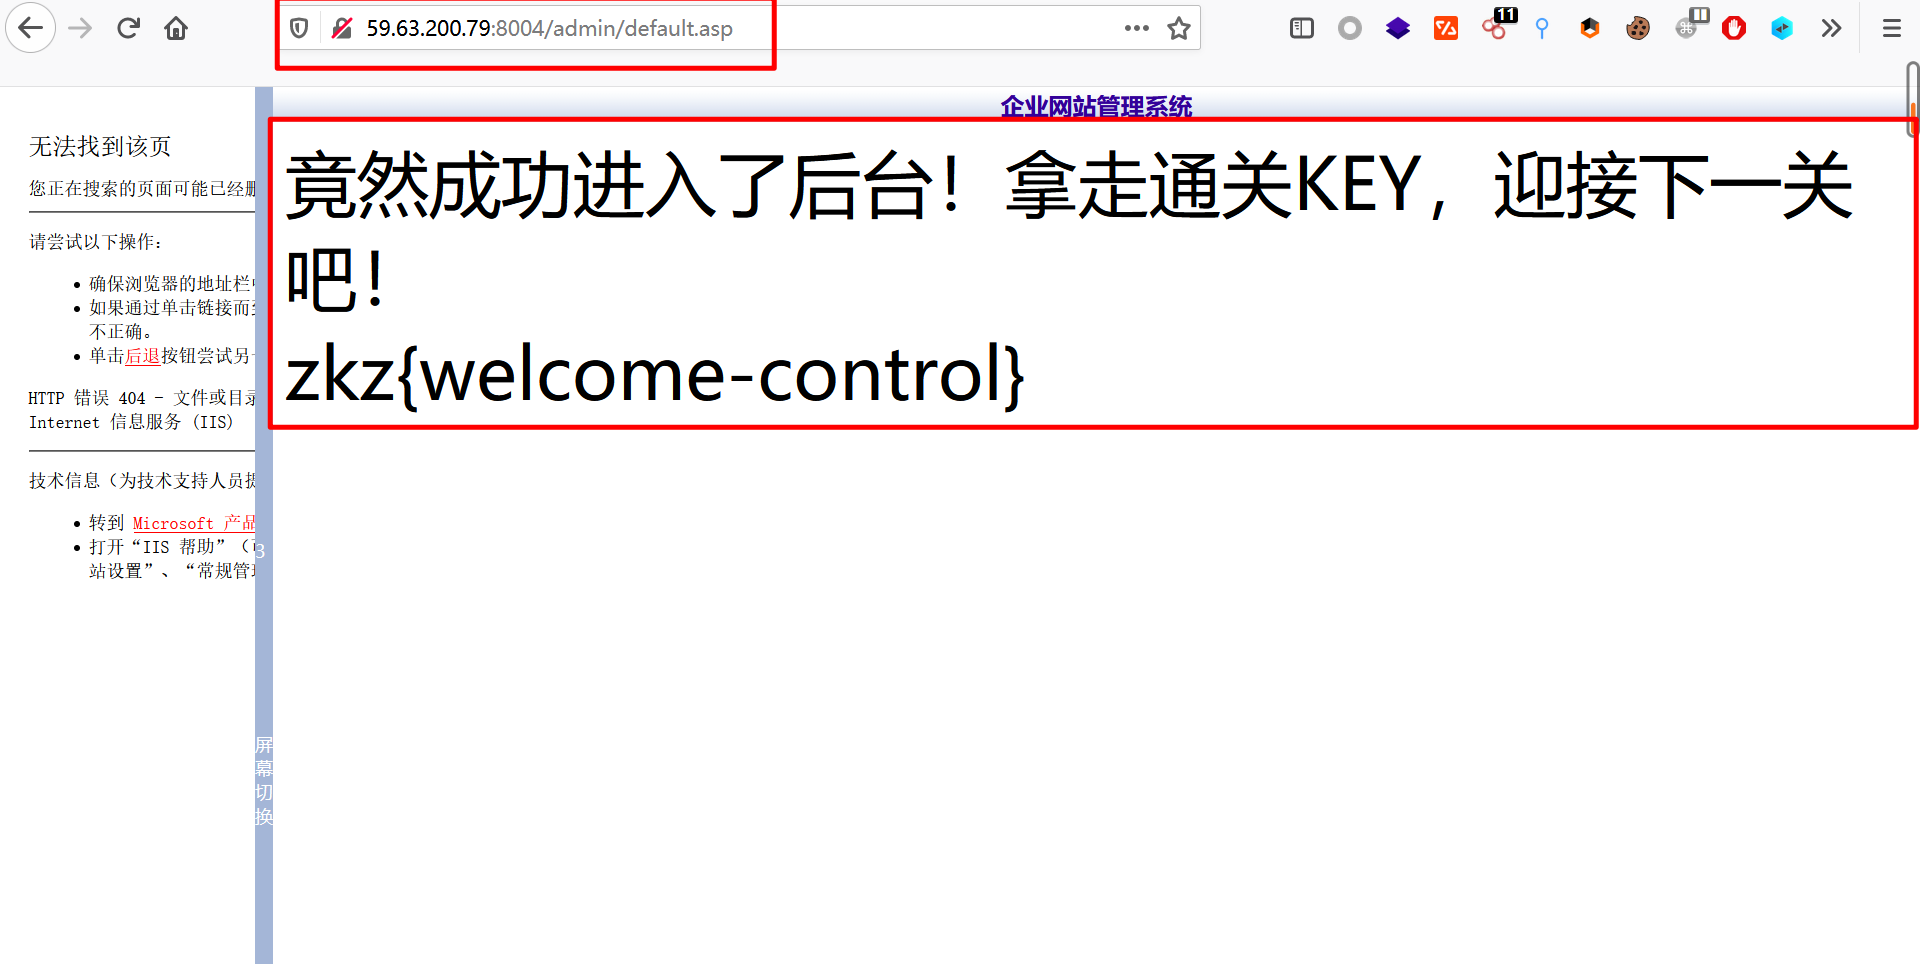 59.63.200.79:8004/admin/default.asp
11
企业网站管理系统
无法找到该页
您正在搜索的页面可能已经删
请尝试以下操作：
确保浏览器的地址栏中
如果通过单击链接而到
不正确。
单击后退按钮尝试另一
HTTP 错误 404 - 文件或目录
Internet 信息服务 (IIS)
技术信息（为技术支持人员提
转到 Microsoft 产品
打开“IIS 帮助”（可
站设置”、“常规管理
3
屏
幕
切
换
竟然成功进入了后台！拿走通关KEY，迎接下一关
吧！
zkz{welcome-control}